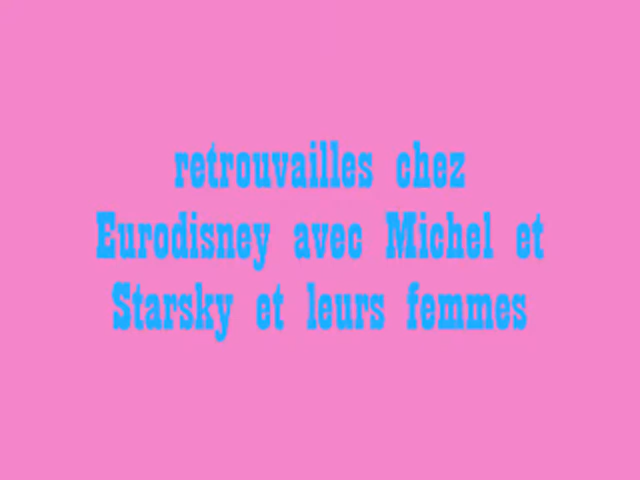 retrouvailles chez
Eurodisney avec Michel et
Starsky et leurs femmes